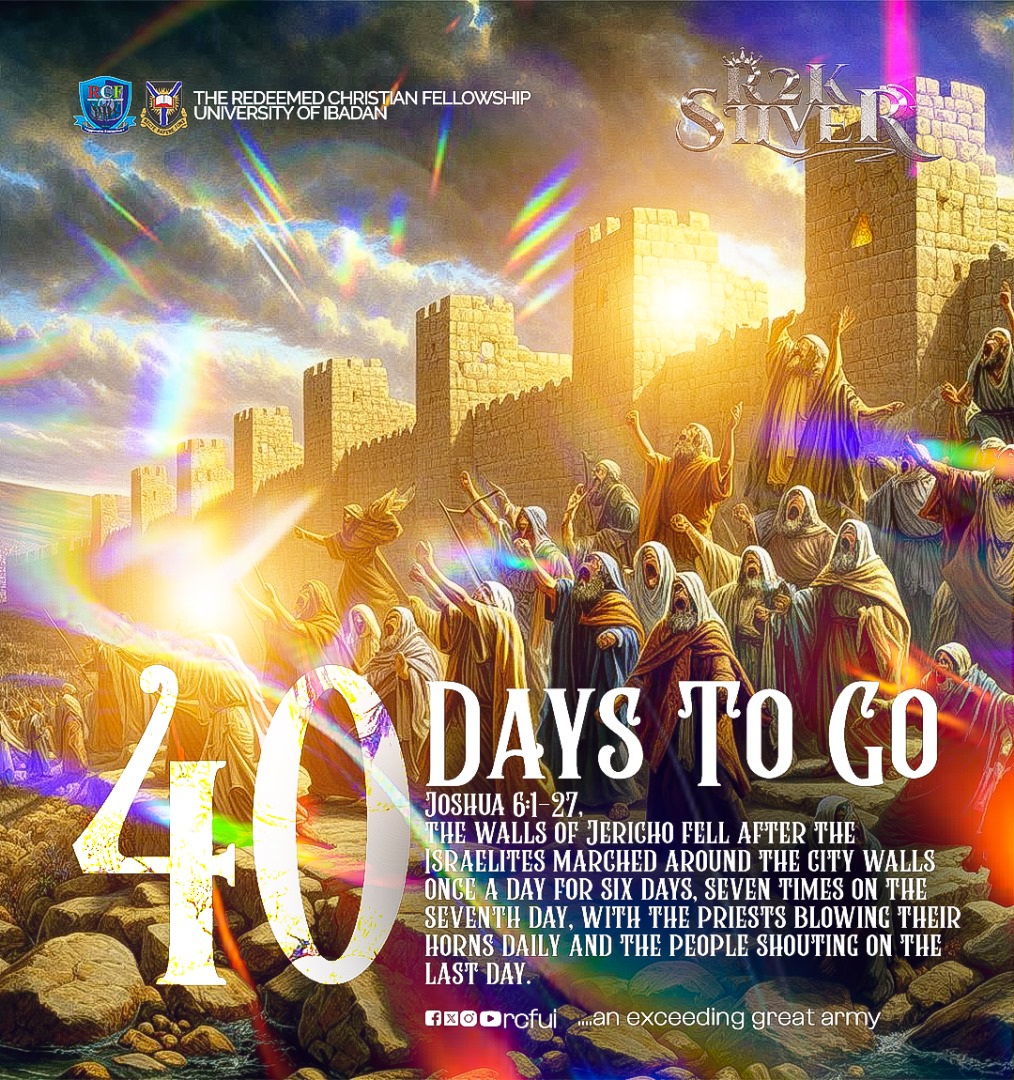 RCF
THE REDEEMED CHRISTIAN FELLOWSHIP
UNIVERSITY OF IBADAN
R2K
SILVER
40
DAYS TO GO
JOSHUA 6:1-27,
THE WALLS OF JERICHO FELL AFTER THE
ISRAELITES MARCHED AROUND THE CITY WALLS
ONCE A DAY FOR SIX DAYS, SEVEN TIMES ON THE
SEVENTH DAY, WITH THE PRIESTS BLOWING THEIR
HORNS DAILY AND THE PEOPLE SHOUTING ON THE
LAST DAY.
rcfui ....an exceeding great army